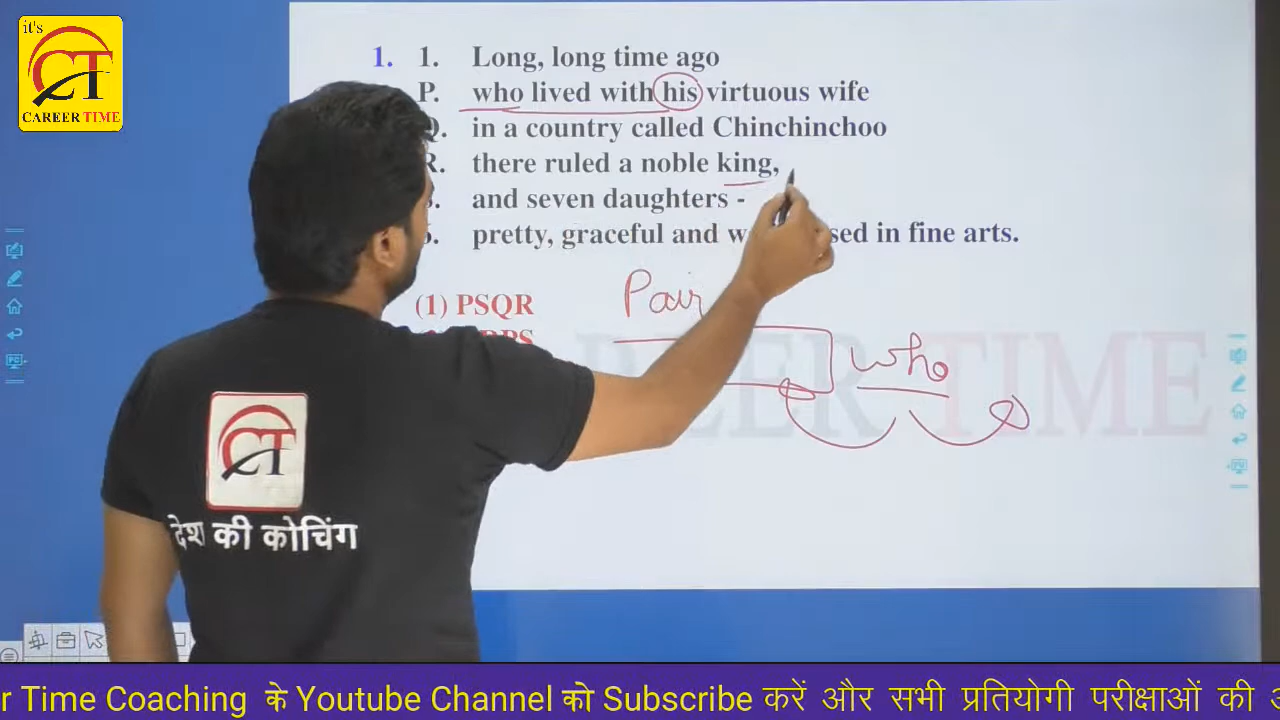 it's
CT
CAREER TIME
1. 1. Long, long time ago
P. who lived with his virtuous wife
Q. in a country called Chinchinchoo
R. there ruled a noble king,
and seven daughters -
pretty, graceful and in fine arts.
(1) PSQR
Pair
who
TIME
CT
देश की कोचिंग
r Time Coaching के Youtube Channel को Subscribe करें और सभी प्रतियोगी परीक्षाओं की